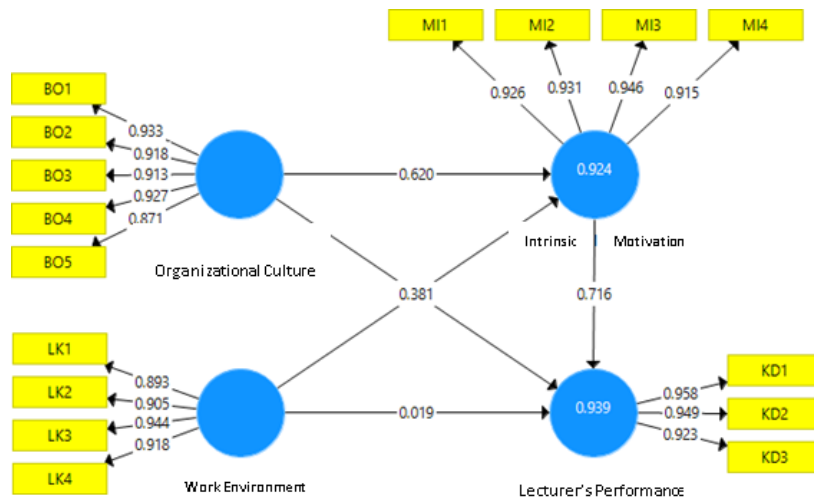 MI1 MI2 MI3 MI4
0.926 0.931 0.946 0.915
BO1
BO2
BO3
BO4
BO5
0.933
0.918
0.913
0.927
0.871
0.620
0.924
Organizational Culture
Intrinsic Motivation
0.381
0.716
LK1
LK2
LK3
LK4
0.893
0.905
0.944
0.918
0.019
0.939
0.958
0.949
0.923
KD1
KD2
KD3
Work Environment
Lecturer's Performance